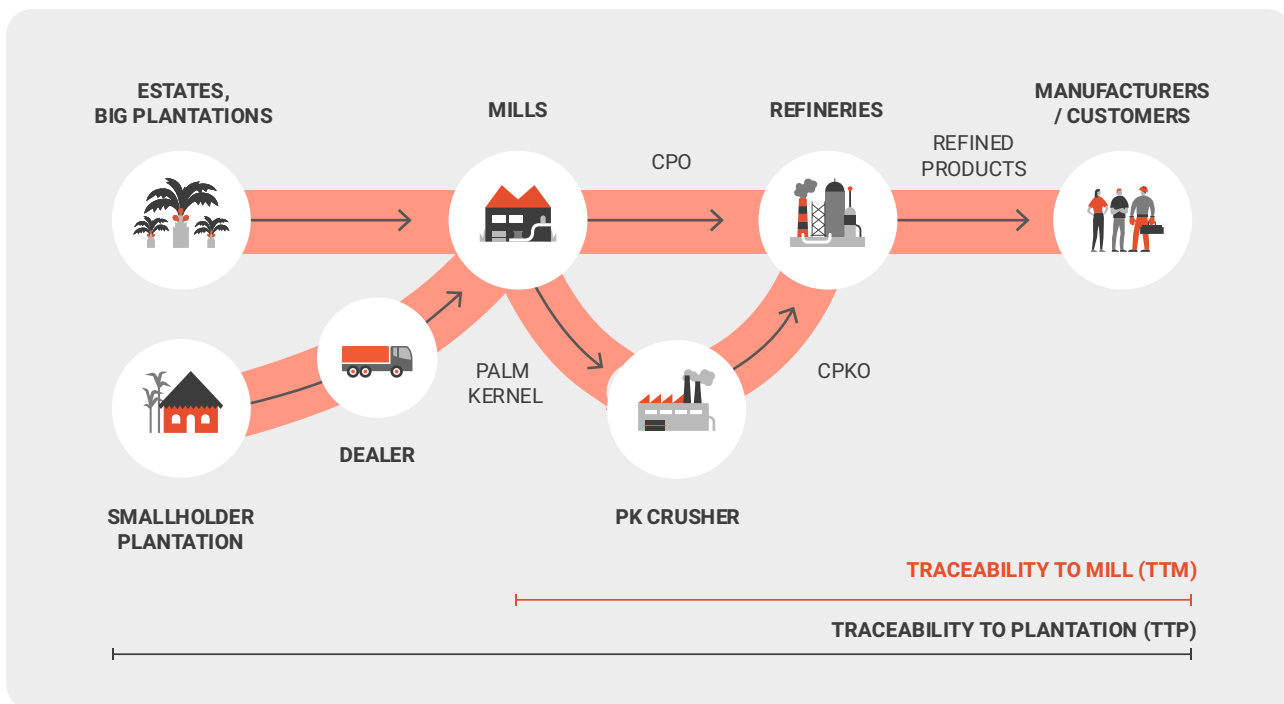 ESTATES,
BIG PLANTATIONS
MILLS
REFINERIES
MANUFACTURERS
/ CUSTOMERS
CPO
REFINED
PRODUCTS
PALM
KERNEL
CPKO
DEALER
SMALLHOLDER
PLANTATION
PK CRUSHER
TRACEABILITY TO MILL (TTM)
TRACEABILITY TO PLANTATION (TTP)